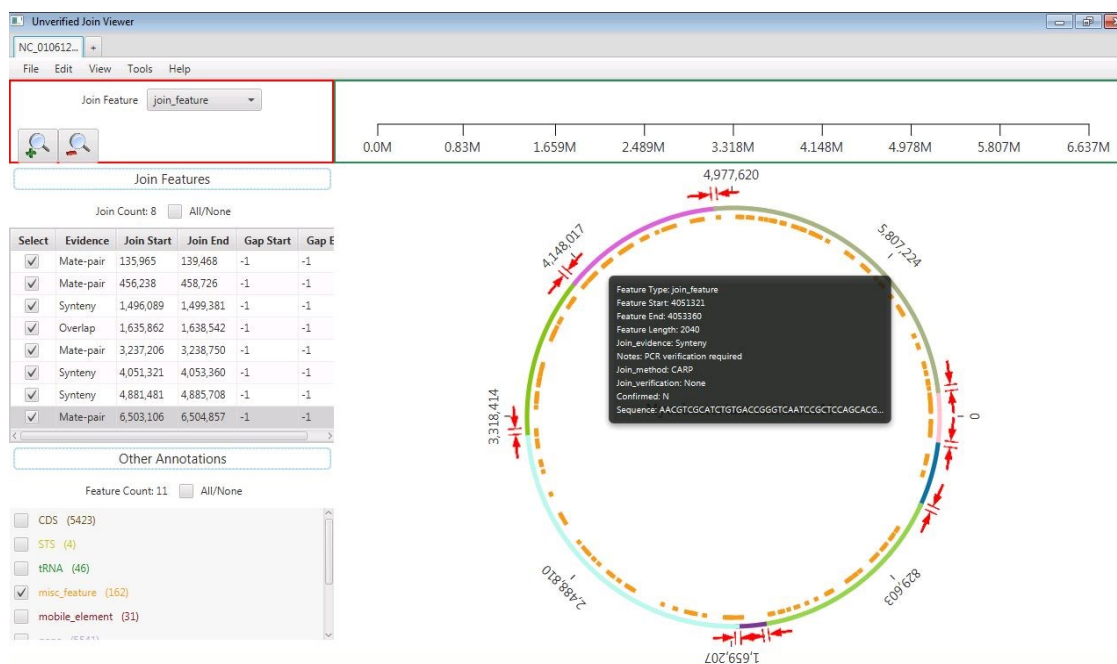 Unverified Join Viewer
NC_010612... +
File Edit View Tools Help
Join Feature join_feature
0.0M 0.83M 1.659M 2.489M 3.318M 4.148M 4.978M 5.807M 6.637M
Join Features
Join Count: 8 All/None
Select Evidence Join Start Join End Gap Start Gap E
Mate-pair 135,965 139,468 -1 -1
Mate-pair 456,238 458,726 -1 -1
Synteny 1,496,089 1,499,381 -1 -1
Overlap 1,635,862 1,638,542 -1 -1
Mate-pair 3,237,206 3,238,750 -1 -1
Synteny 4,051,321 4,053,360 -1 -1
Synteny 4,881,481 4,885,708 -1 -1
Mate-pair 6,503,106 6,504,857 -1 -1
Other Annotations
Feature Count: 11 All/None
CDS (5423)
STS (4)
tRNA (46)
misc_feature (162)
mobile_element (31)
4,977,620
5,807,224
0
829,603
1,659,207
2,488,810
3,318,414
4,148,017
Feature Type: join_feature
Feature Start: 4051321
Feature End: 4053360
Feature Length: 2040
Join_evidence: Synteny
Notes: PCR verification required
Join_method: CARP
Join_verification: None
Confirmed: N
Sequence: AACGTCGCATCTGTGACCGGGTCAATCCGCTCCAGCACG...